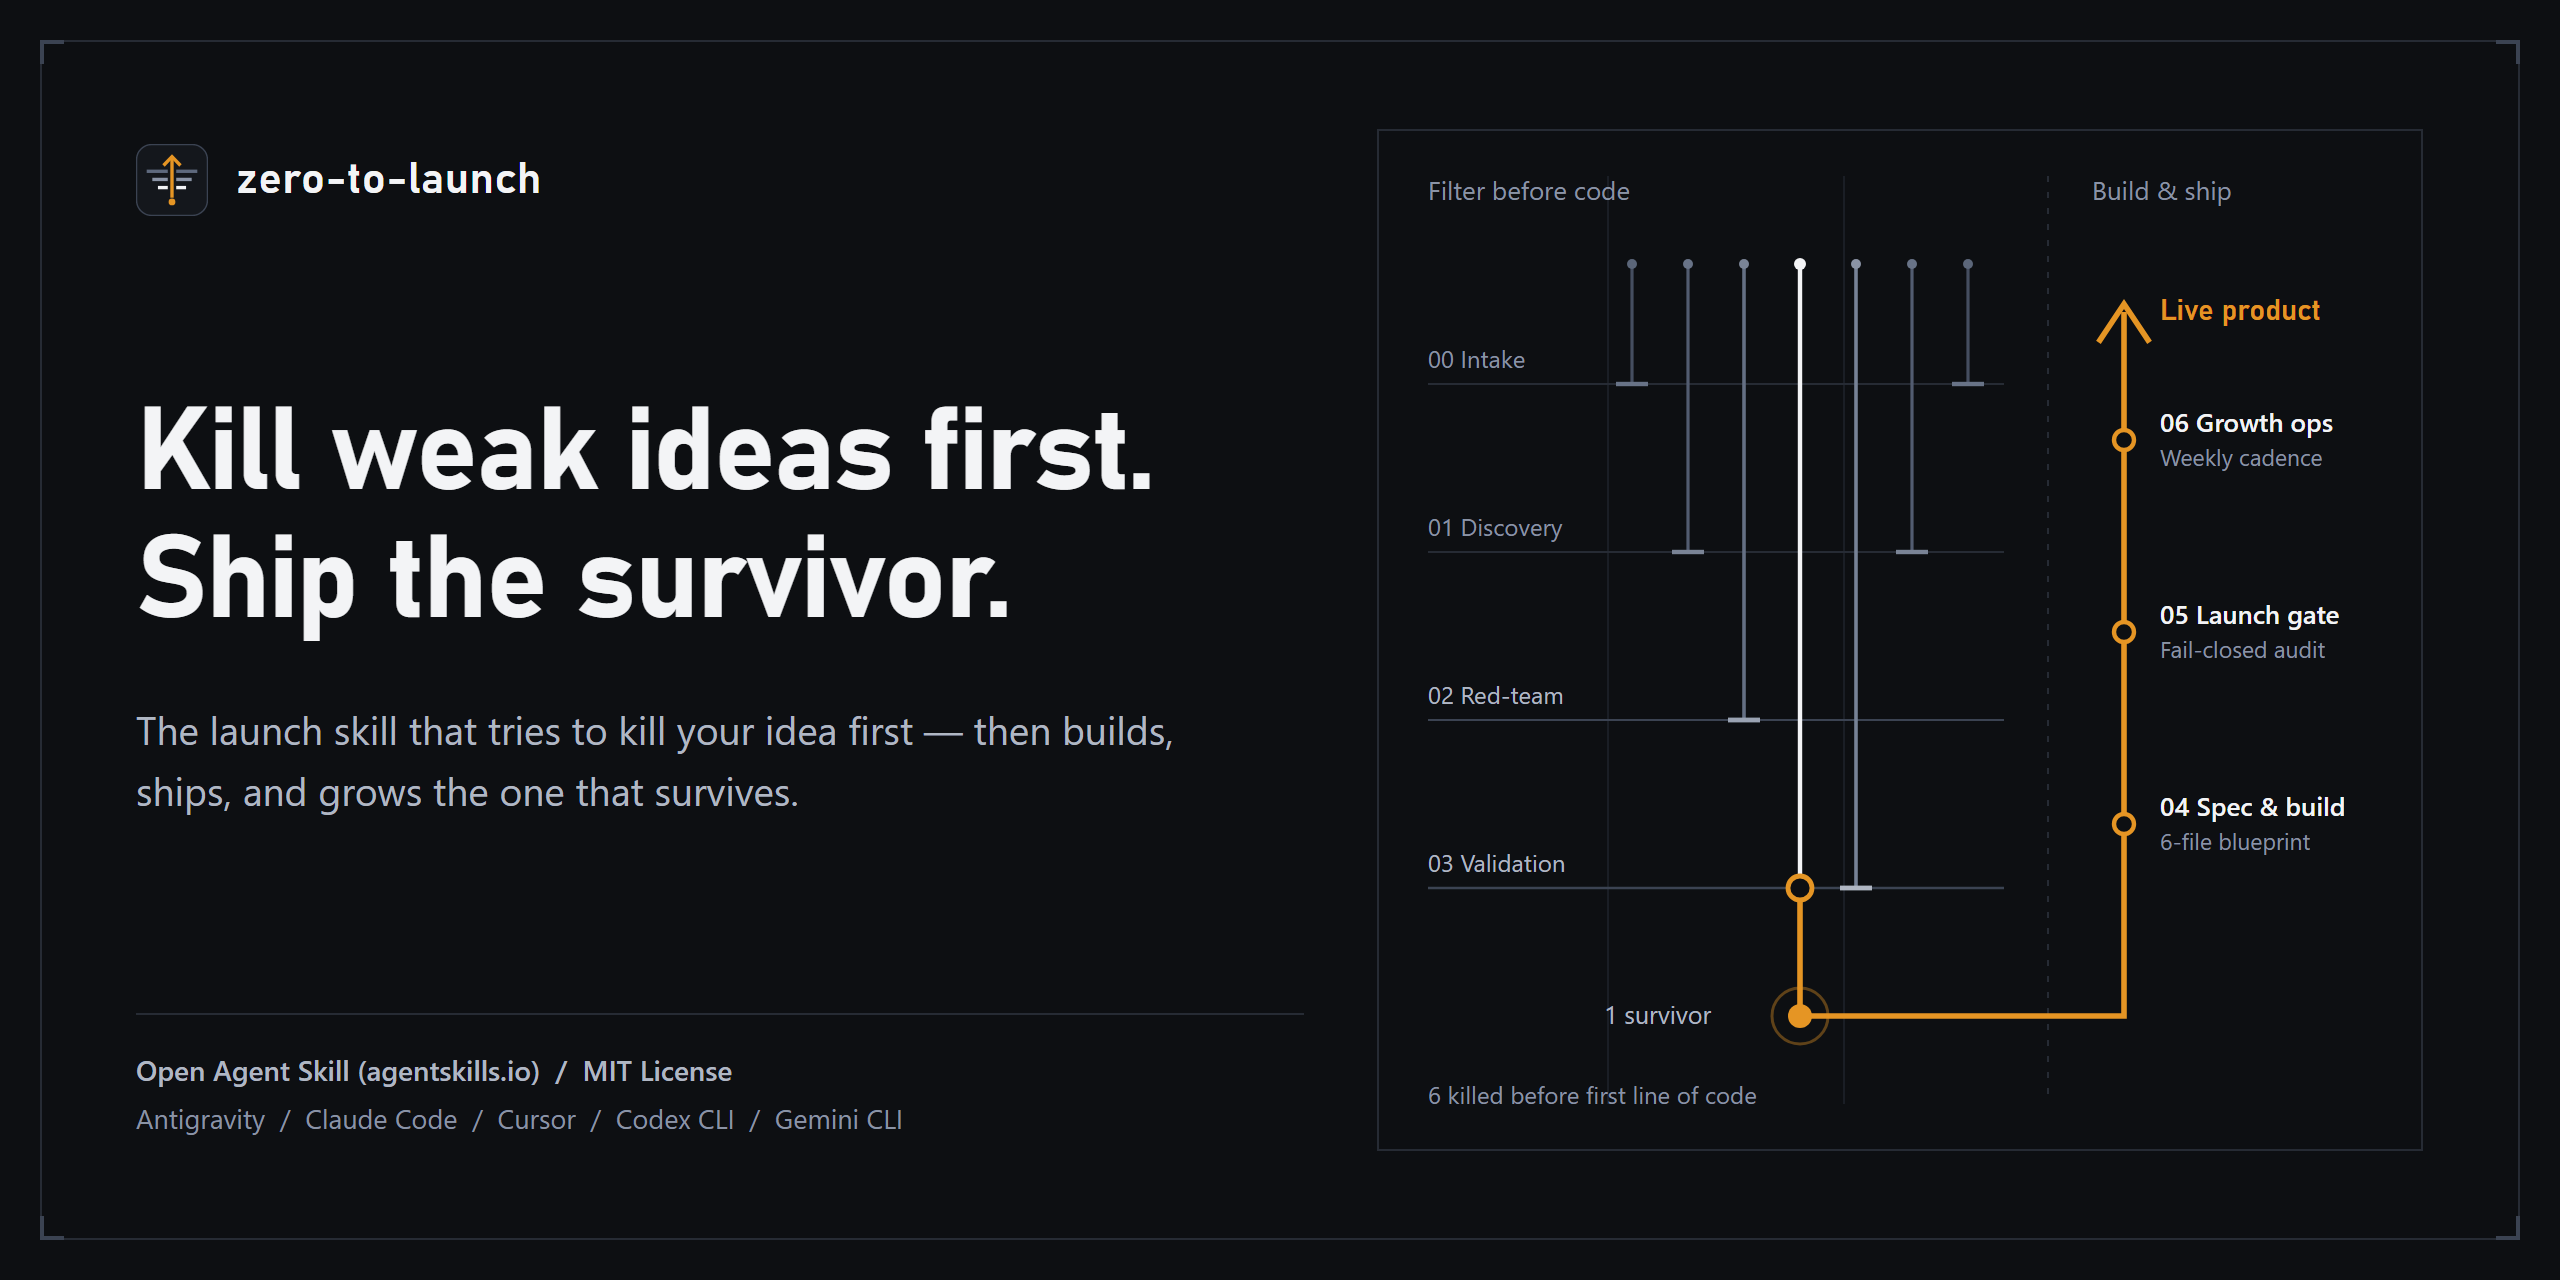 zero-to-launch
Kill weak ideas first.
Ship the survivor.
The launch skill that tries to kill your idea first — then builds,
ships, and grows the one that survives.
Open Agent Skill (agentskills.io) / MIT License
Antigravity / Claude Code / Cursor / Codex CLI / Gemini CLI
Filter before code
00 Intake
01 Discovery
02 Red-team
03 Validation
1 survivor
6 killed before first line of code
Build & ship
Live product
06 Growth ops
Weekly cadence
05 Launch gate
Fail-closed audit
04 Spec & build
6-file blueprint